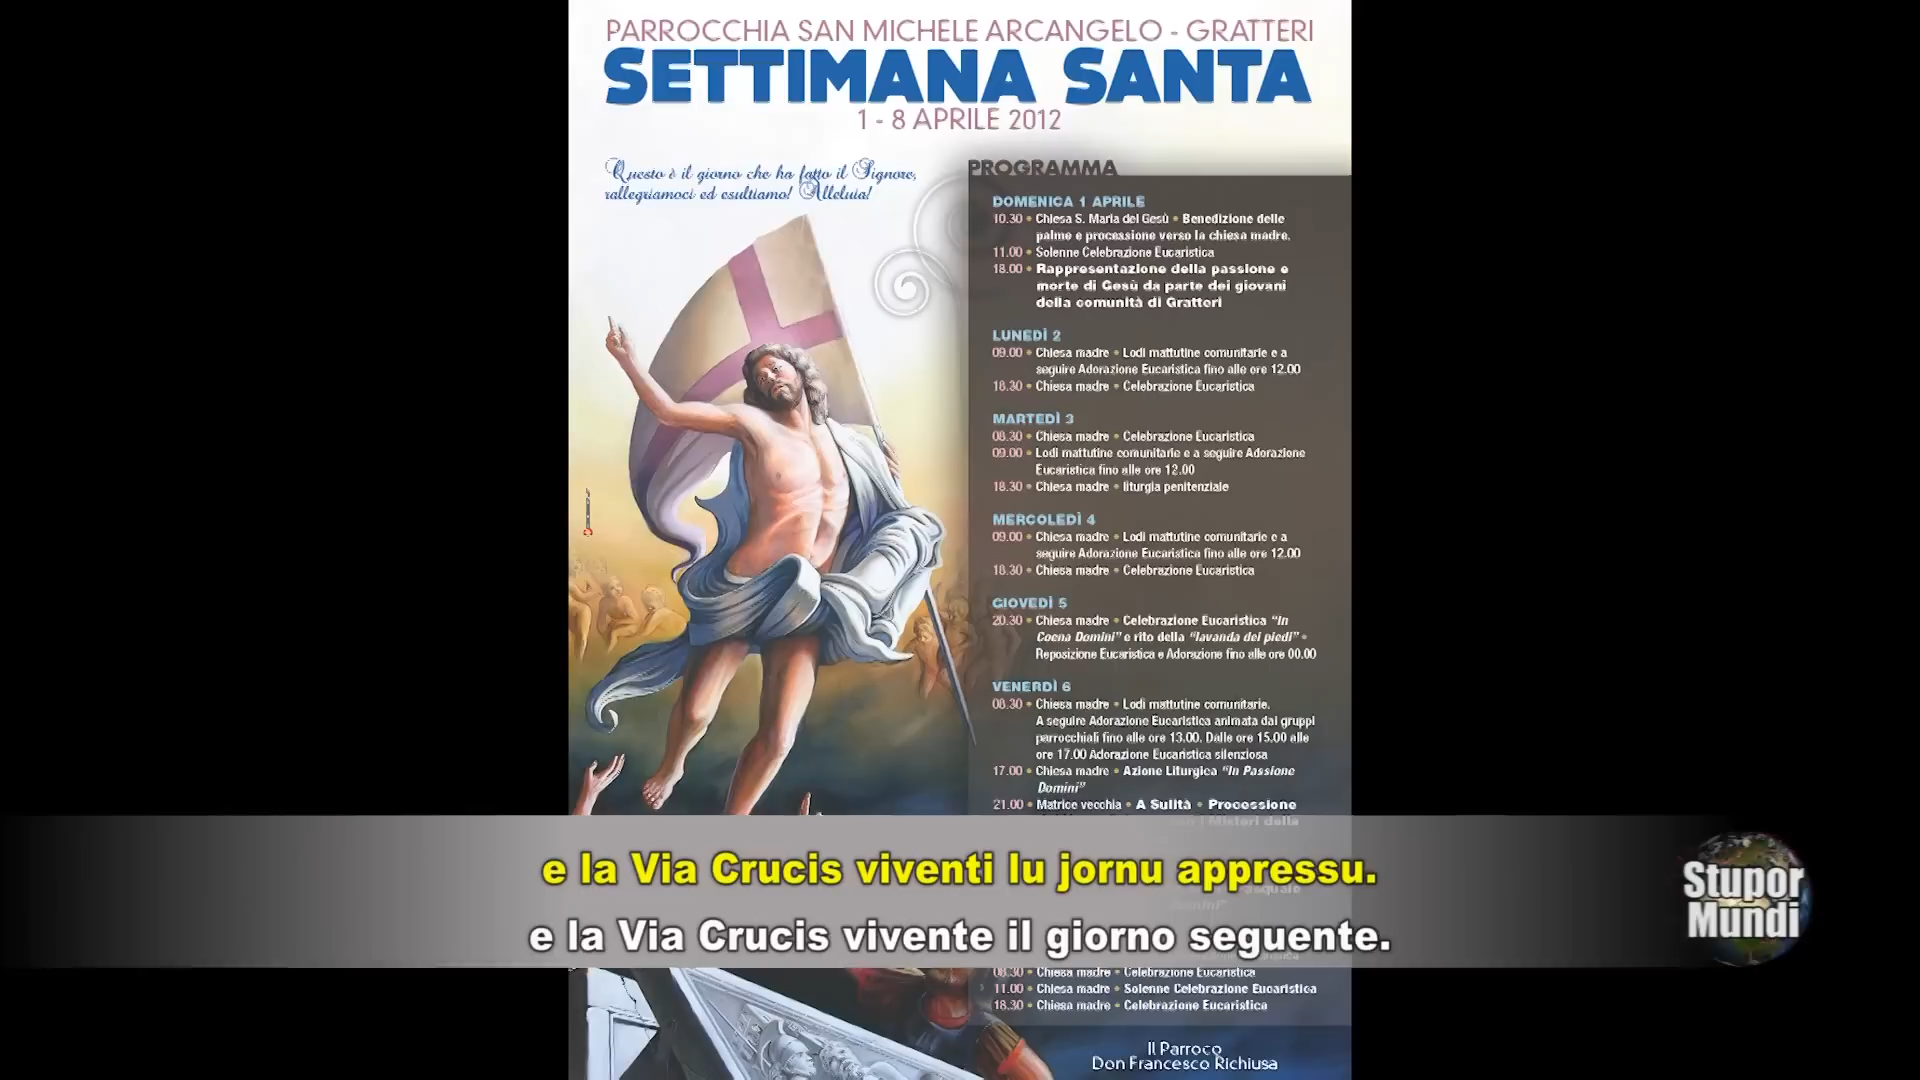 PARROCCHIA SAN MICHELE ARCANGELO - GRATTERI
SETTIMANA SANTA
1 - 8 APRILE 2012
Questo è il giorno che ha fatto il Signore,
rallegriamoci ed esultiamo! Alleluia!
PROGRAMMA
DOMENICA 1 APRILE
10.30 • Chiesa S. Maria del Gesù • Benedizione delle
palme e processione verso la chiesa madre.
11.00 • Solenne Celebrazione Eucaristica
18.00 • Rappresentazione della passione e
morte di Gesù da parte dei giovani
della comunità di Gratteri
LUNEDÌ 2
09.00 • Chiesa madre • Lodi mattutine comunitarie e a
seguire Adorazione Eucaristica fino alle ore 12.00
18.30 • Chiesa madre • Celebrazione Eucaristica
MARTEDÌ 3
08.30 • Chiesa madre • Celebrazione Eucaristica
09.00 • Lodi mattutine comunitarie e a seguire Adorazione
Eucaristica fino alle ore 12.00
18.30 • Chiesa madre • liturgia penitenziale
MERCOLEDÌ 4
09.00 • Chiesa madre • Lodi mattutine comunitarie e a
seguire Adorazione Eucaristica fino alle ore 12.00
18.30 • Chiesa madre • Celebrazione Eucaristica
GIOVEDÌ 5
20.30 • Chiesa madre • Celebrazione Eucaristica “In
Coena Domini” e rito della “lavanda dei piedi” •
Reposizione Eucaristica e Adorazione fino alle ore 00.00
VENERDÌ 6
08.30 • Chiesa madre • Lodi mattutine comunitarie.
A seguire Adorazione Eucaristica animata dai gruppi
parrocchiali fino alle ore 13.00. Dalle ore 15.00 alle
ore 17.00 Adorazione Eucaristica silenziosa
17.00 • Chiesa madre • Azione Liturgica “In Passione
Domini”
21.00 • Matrice vecchia • A Sulità • Processione
i Misteri della
e la Via Crucis viventi lu jornu appressu.
e la Via Crucis vivente il giorno seguente.
Stupor
Mundi
08.30 • Chiesa madre • Celebrazione Eucaristica
11.00 • Chiesa madre • Solenne Celebrazione Eucaristica
18.30 • Chiesa madre • Celebrazione Eucaristica
Il Parroco
Don Francesco Richiusa